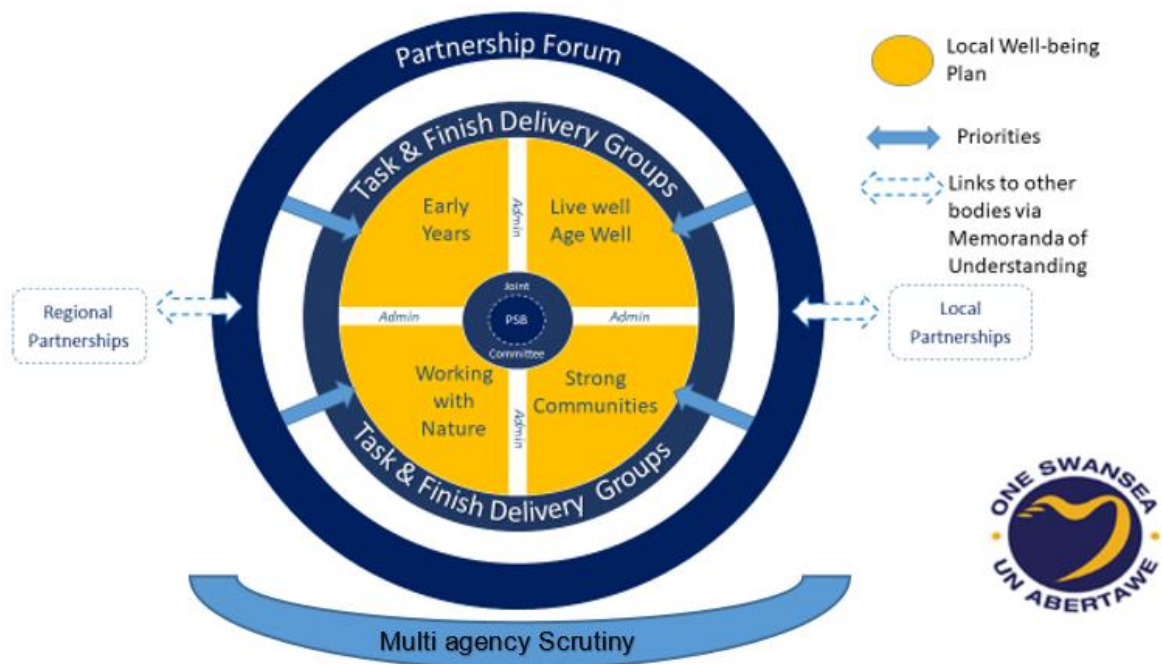 Partnership Forum
Task & Finish Delivery Groups
Early
Years
Admin
Live well
Age Well
Joint
PSB
Committee
Admin
Admin
Working
with
Nature
Admin
Strong
Communities
Task & Finish Delivery Groups
Regional
Partnerships
Local
Partnerships
Multi agency Scrutiny
Local Well-being
Plan
Priorities
Links to other
bodies via
Memoranda of
Understanding
ONE SWANSEA
UN ABERTAWE